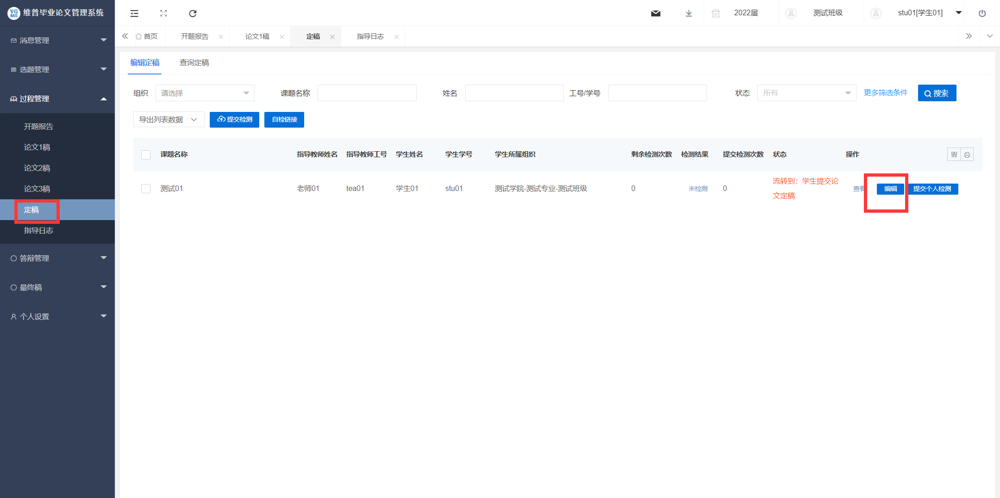 VG
MS
维普毕业论文管理系统
2022届
测试班级
stu01[学生01]
首页
开题报告
论文1稿
定稿
指导日志
消息管理
选题管理
过程管理
开题报告
论文1稿
论文2稿
论文3稿
定稿
指导日志
答辩管理
最终稿
个人设置
编辑定稿
查询定稿
组织
请选择
课题名称
姓名
工号/学号
状态
所有
更多筛选条件
搜索
导出列表数据
提交检测
自检链接
课题名称 指导教师姓名 指导教师工号 学生姓名 学生学号 学生所属组织 剩余检测次数 检测结果 提交检测次数 状态 操作
测试01 老师01 tea01 学生01 stu01 测试学院-测试专业-测试班级 0 未检测 0 流转到：学生提交论
文定稿
查看 编辑 提交个人检测